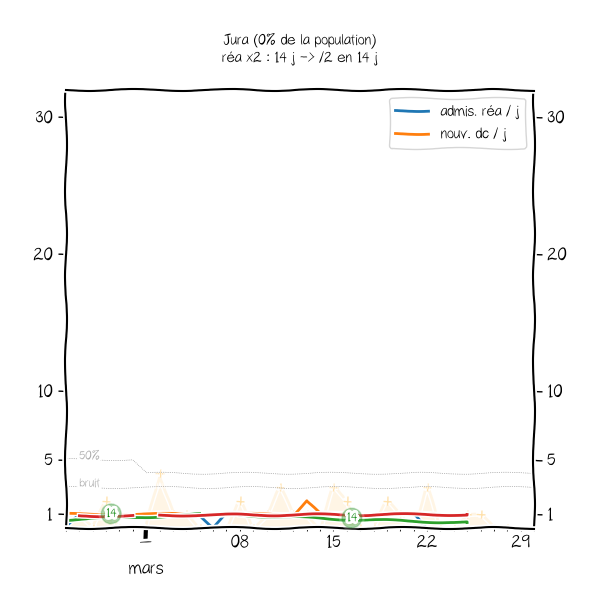 Jura (0% de la population)
réa x2 : 14 j -> /2 en 14 j
admis. réa / j
nouv. dc / j
30 30
20 20
10 10
5 50% 5
bruit
1 14 14 1
1 08 15 22 29
mars